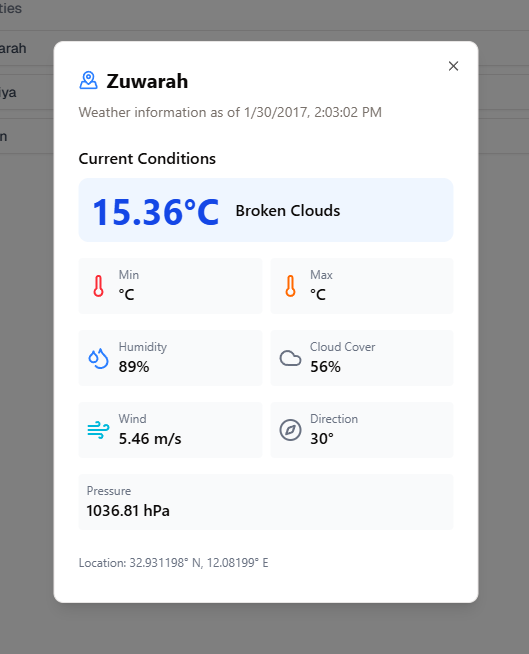 ties
arah
Zuwarah
Weather information as of 1/30/2017, 2:03:02 PM
iya
n
Current Conditions
15.36°C Broken Clouds
Min
°C
Max
°C
Humidity
89%
Cloud Cover
56%
Wind
5.46 m/s
Direction
30°
Pressure
1036.81 hPa
Location: 32.931198° N, 12.08199° E